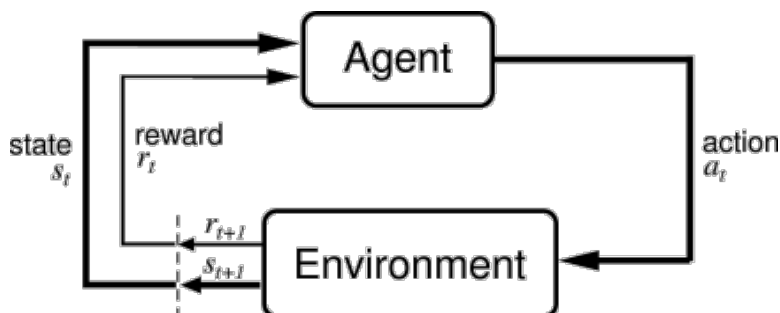 Agent
state
s_t
reward
r_t
action
a_t
r_{t+1}
s_{t+1}
Environment